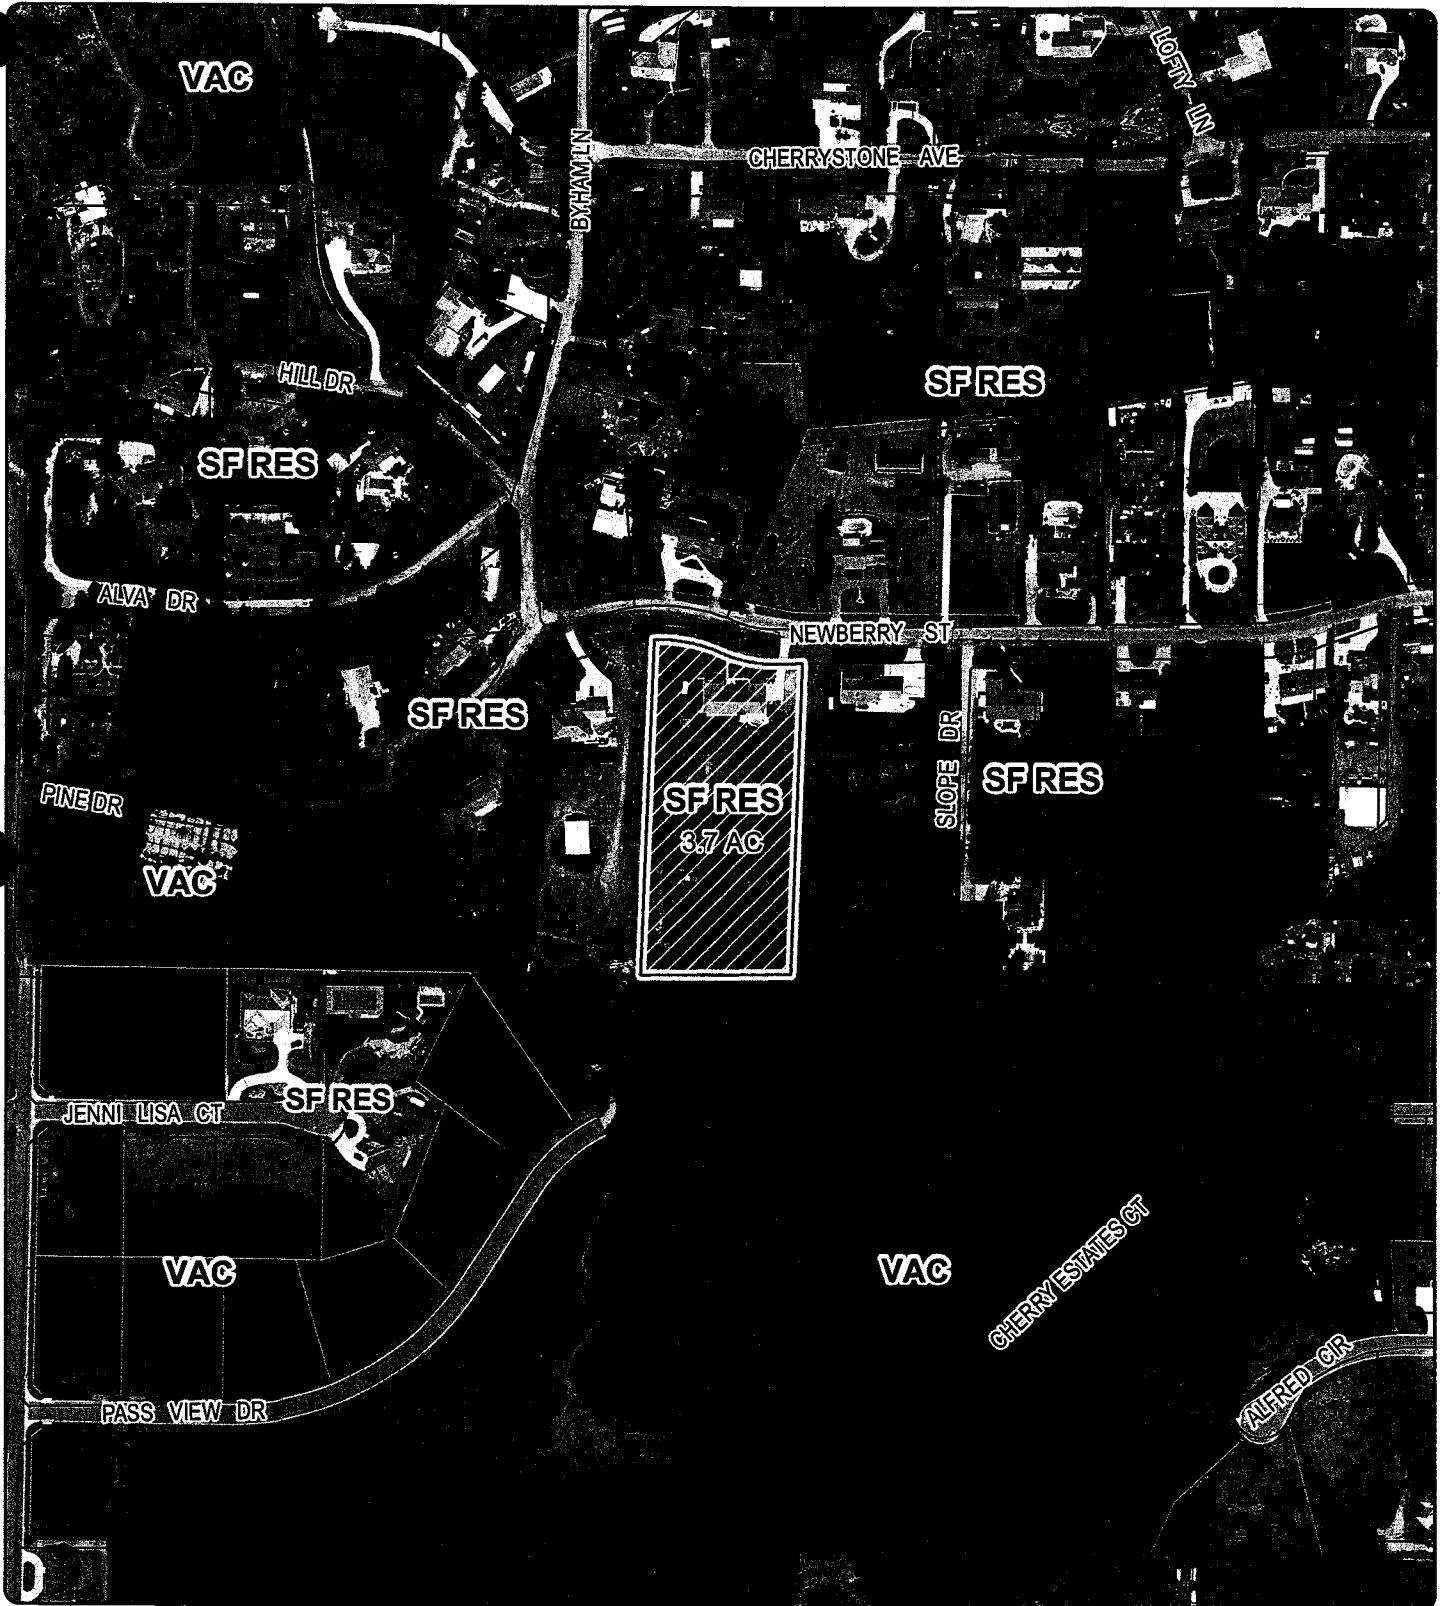 VAC
LOFTY LN
BYHAM LN
CHERRYSTONE AVE
HILL DR
SF RES
SF RES
ALVA DR
NEWBERRY ST
SF RES
SLOPE DR
SF RES
PINE DR
SF RES
3.7 AC
VAC
JENNI LISA CT
SF RES
VAC
VAC
CHERRY ESTATES CT
ALFRED CIR
PASS VIEW DR